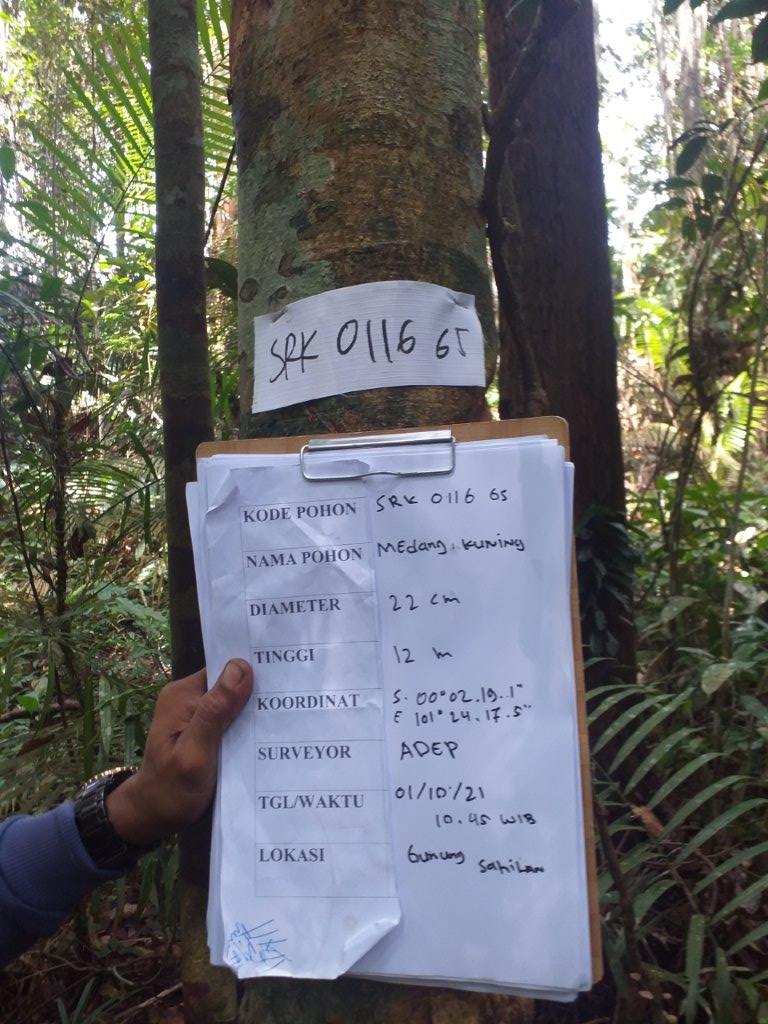 SRK 0116 65
KODE POHON SRK 0116 65
NAMA POHON MEdang, KUNING
DIAMETER 22 cm
TINGGI 12 m
KOORDINAT S. 00°02.19.1"
E 101°24.17.5"
SURVEYOR ADEP
TGL/WAKTU 01/10/21
10.45 WIB
LOKASI Gunung Sahilan